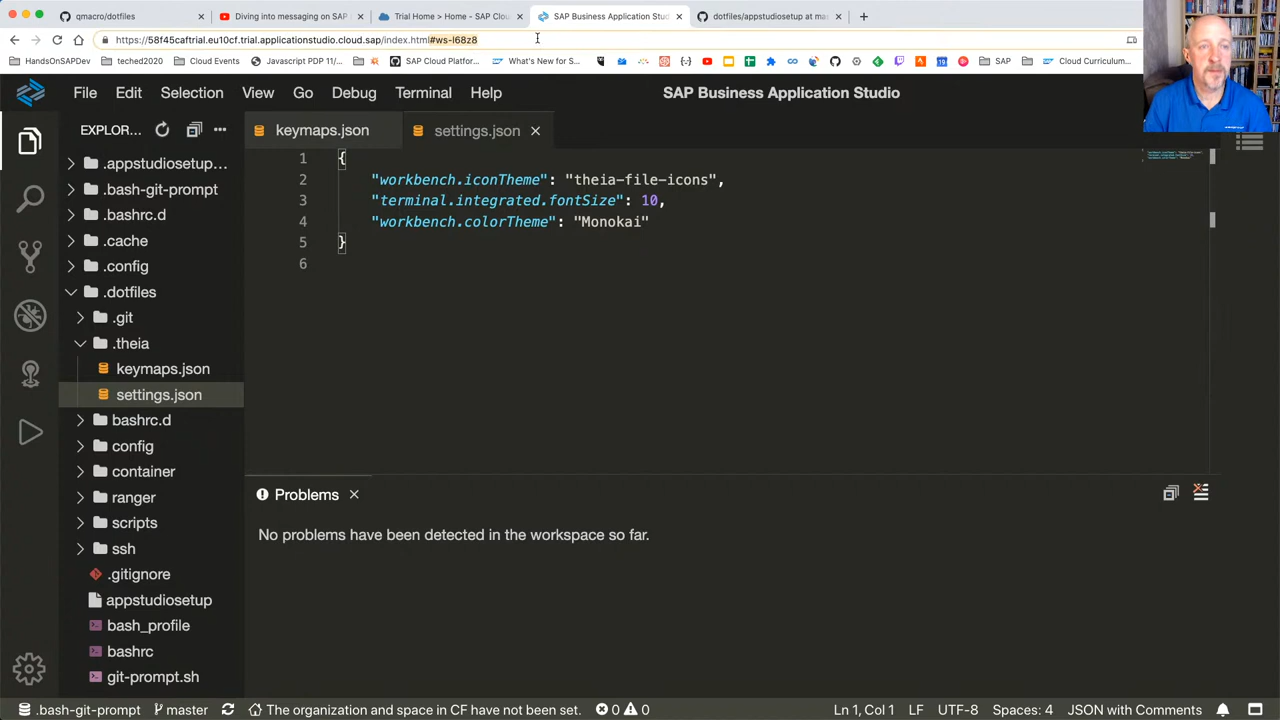 qmacro/dotfiles
Diving into messaging on SAP B
Trial Home > Home - SAP Clou
SAP Business Application Studi
dotfiles/appstudiosetup at ma
https://58f45caftrial.eu10cf.trial.applicationstudio.cloud.sap/index.html#ws-l68z8
HandsOnSAPDev
teched2020
Cloud Events
Javascript PDP 11/...
SAP Cloud Platfor...
What's New for S...
SAP
Cloud Curriculum...
File Edit Selection View Go Debug Terminal Help
SAP Business Application Studio
EXPLOR...
keymaps.json
settings.json
.appstudiosetup...
.bash-git-prompt
.bashrc.d
.cache
.config
.dotfiles
.git
.theia
keymaps.json
settings.json
bashrc.d
config
container
ranger
scripts
ssh
.gitignore
appstudiosetup
bash_profile
bashrc
git-prompt.sh
1 {
2 "workbench.iconTheme": "theia-file-icons",
3 "terminal.integrated.fontSize": 10,
4 "workbench.colorTheme": "Monokai"
5 }
6
Problems
No problems have been detected in the workspace so far.
.bash-git-prompt master The organization and space in CF have not been set. 0 0 Ln 1, Col 1 LF UTF-8 Spaces: 4 JSON with Comments